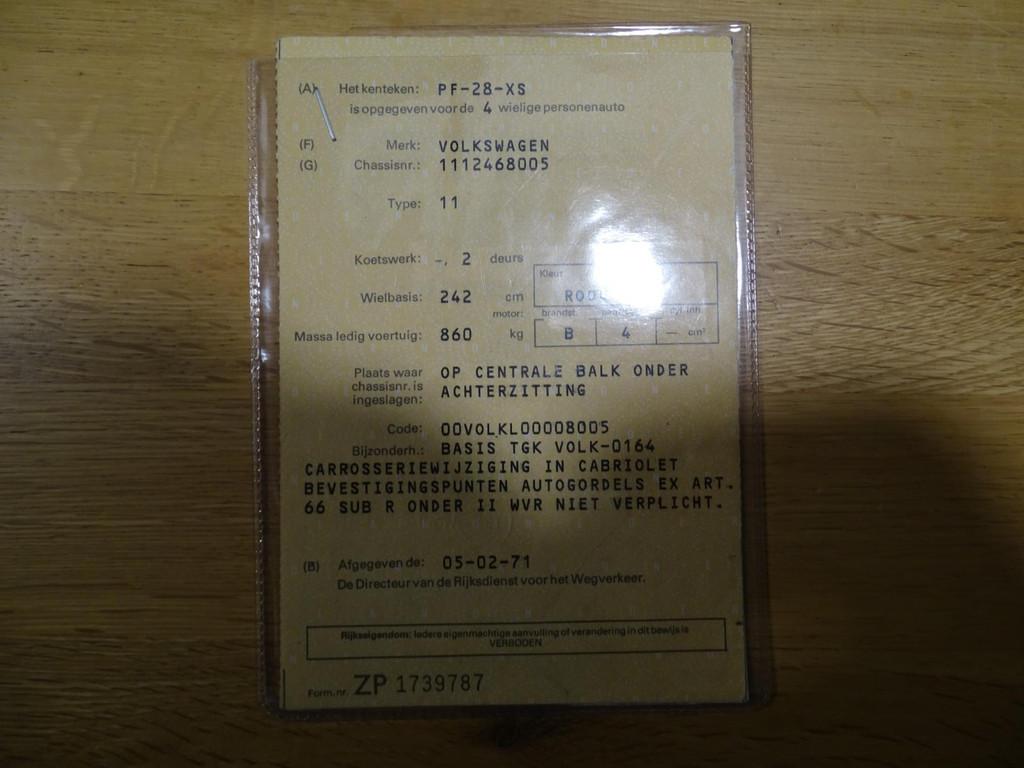 (A) Het kenteken: PF-28-XS
is opgegeven voor de 4 wielige personenauto
(F) Merk: VOLKSWAGEN
(G) Chassisnr.: 1112468005
Type: 11
Koetswerk: -, 2 deurs
Kleur
Wielbasis: 242 cm
motor: brandst. cyl. inh.
Massa ledig voertuig: 860 kg B 4 — cm³
Plaats waar chassisnr. is ingeslagen: OP CENTRALE BALK ONDER
ACHTERZITTING
Code: 00VOLKL00008005
Bijzonderh.: BASIS TGK VOLK-0164
CARROSSERIEWIJZIGING IN CABRIOLET
BEVESTIGINGSPUNTEN AUTOGORDELS EX ART.
66 SUB R ONDER II WVR NIET VERPLICHT.
(B) Afgegeven de: 05-02-71
De Directeur van de Rijksdienst voor het Wegverkeer.
Rijkseigendom: Iedere eigenmachtige aanvulling of verandering in dit bewijs is
VERBODEN
Form.nr. ZP 1739787